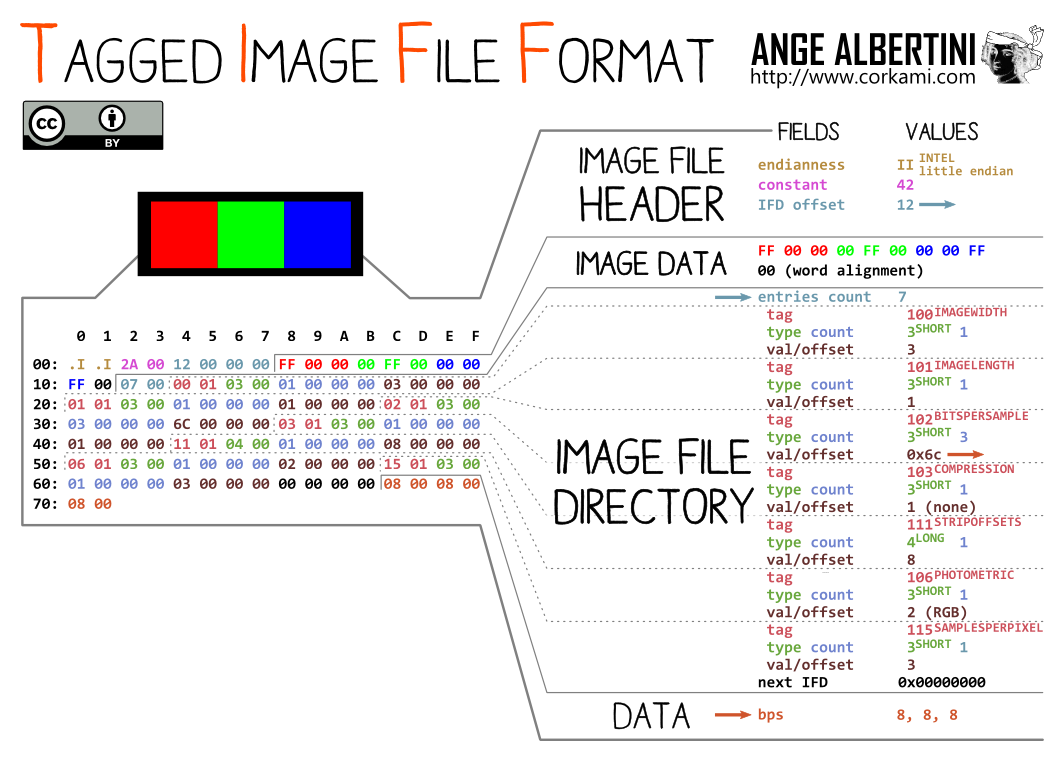 TAGGED IMAGE FILE FORMAT
ANGE ALBERTINI
http://www.corkami.com
cc
BY
0 1 2 3 4 5 6 7 8 9 A B C D E F
00: .I .I 2A 00 12 00 00 00 FF 00 00 00 FF 00 00 00
10: FF 00 07 00 00 01 03 00 01 00 00 00 03 00 00 00
20: 01 01 03 00 01 00 00 00 01 00 00 00 02 01 03 00
30: 03 00 00 00 6C 00 00 00 03 01 03 00 01 00 00 00
40: 01 00 00 00 11 01 04 00 01 00 00 00 08 00 00 00
50: 06 01 03 00 01 00 00 00 02 00 00 00 15 01 03 00
60: 01 00 00 00 03 00 00 00 00 00 00 00 08 00 08 00
70: 08 00
FIELDS VALUES
IMAGE FILE
HEADER
endianness II INTEL
little endian
constant 42
IFD offset 12
IMAGE DATA
FF 00 00 00 FF 00 00 00 FF
00 (word alignment)
IMAGE FILE
DIRECTORY
entries count 7
tag 100 IMAGEWIDTH
type count 3 SHORT 1
val/offset 3
tag 101 IMAGELENGTH
type count 3 SHORT 1
val/offset 1
tag 102 BITSPERSAMPLE
type count 3 SHORT 3
val/offset 0x6c
tag 103 COMPRESSION
type count 3 SHORT 1
val/offset 1 (none)
tag 111 STRIPOFFSETS
type count 4 LONG 1
val/offset 8
tag 106 PHOTOMETRIC
type count 3 SHORT 1
val/offset 2 (RGB)
tag 115 SAMPLESPERPIXEL
type count 3 SHORT 1
val/offset 3
next IFD 0x00000000
DATA
bps 8, 8, 8